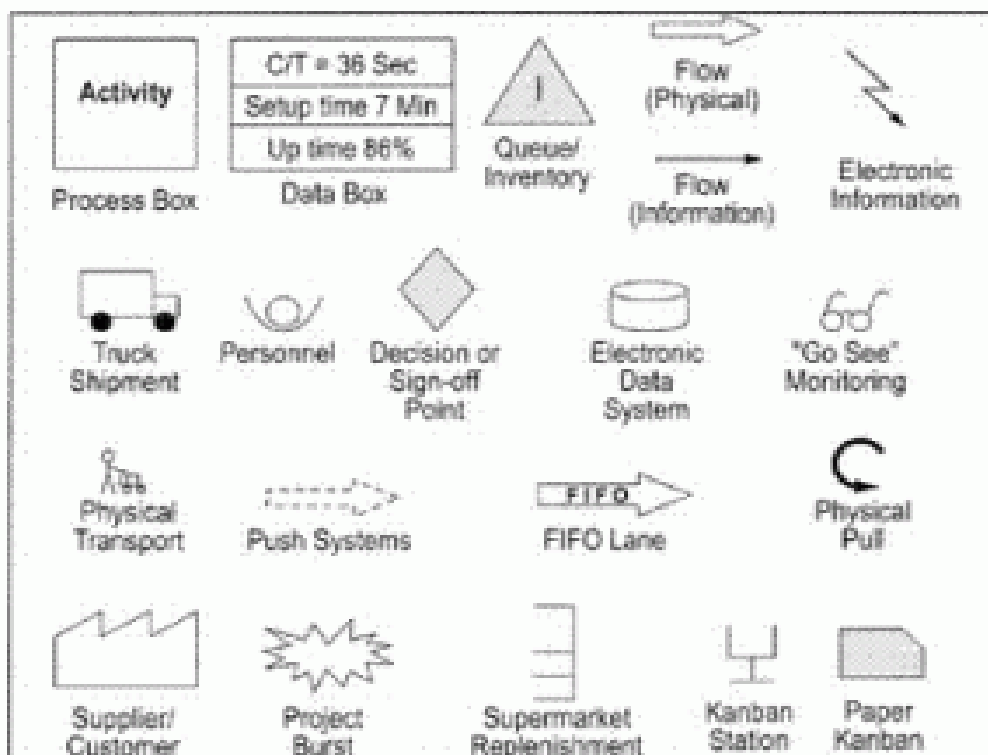 Activity
Process Box
C/T = 36 Sec
Setup time 7 Min
Up time 86%
Data Box
I
Queue/
Inventory
Flow
(Physical)
Flow
(Information)
Electronic
Information
Truck
Shipment
Personnel
Decision or
Sign-off
Point
Electronic
Data
System
"Go See"
Monitoring
Physical
Transport
Push Systems
FIFO
FIFO Lane
Physical
Pull
Supplier/
Customer
Project
Burst
Supermarket
Replenishment
Kanban
Station
Paper
Kanban